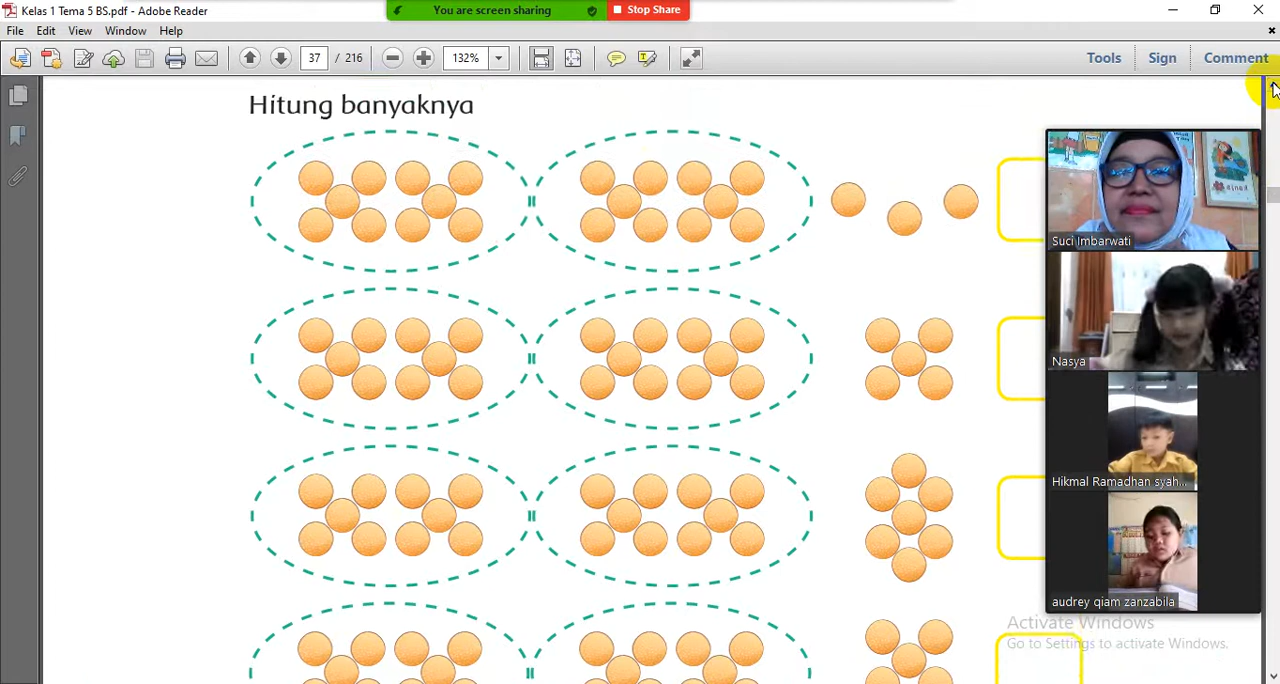 Kelas 1 Tema 5 BS.pdf - Adobe Reader
You are screen sharing
Stop Share
File Edit View Window Help
37 / 216
132%
Tools Sign Comment
Hitung banyaknya
Suci Imbarwati
Nasya
Hikmal Ramadhan syah...
audrey qiam zanzabila
Activate Windows
Go to Settings to activate Windows.